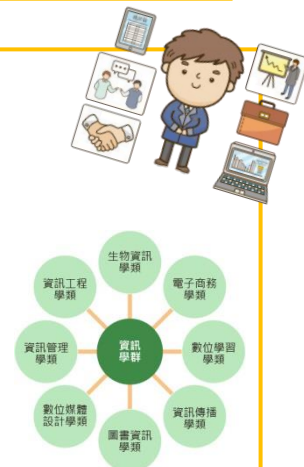 生物資訊
學類
資訊工程
學類
電子商務
學類
資訊管理
學類
資訊
學群
數位學習
學類
數位媒體
設計學類
資訊傳播
學類
圖書資訊
學類